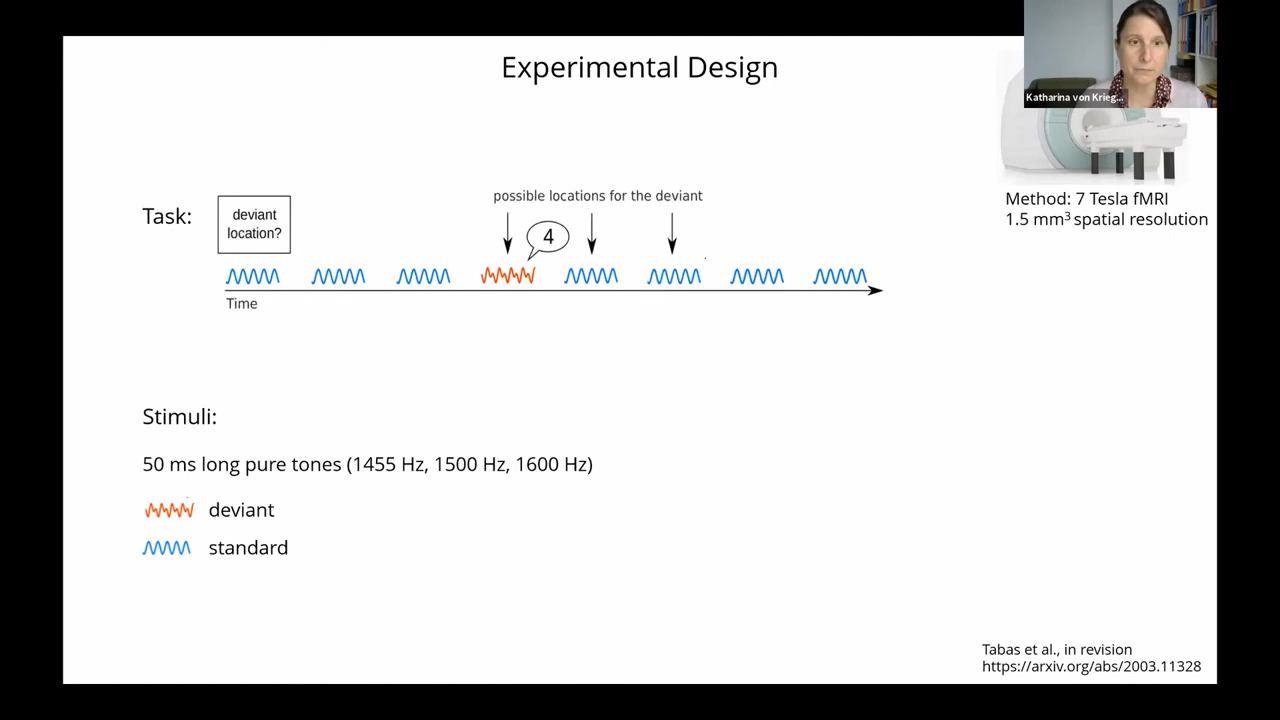 Experimental Design
Katharina von Krieg...
Method: 7 Tesla fMRI
1.5 mm³ spatial resolution
possible locations for the deviant
Task:
deviant
location?
4
Time
Stimuli:
50 ms long pure tones (1455 Hz, 1500 Hz, 1600 Hz)
deviant
standard
Tabas et al., in revision
https://arxiv.org/abs/2003.11328